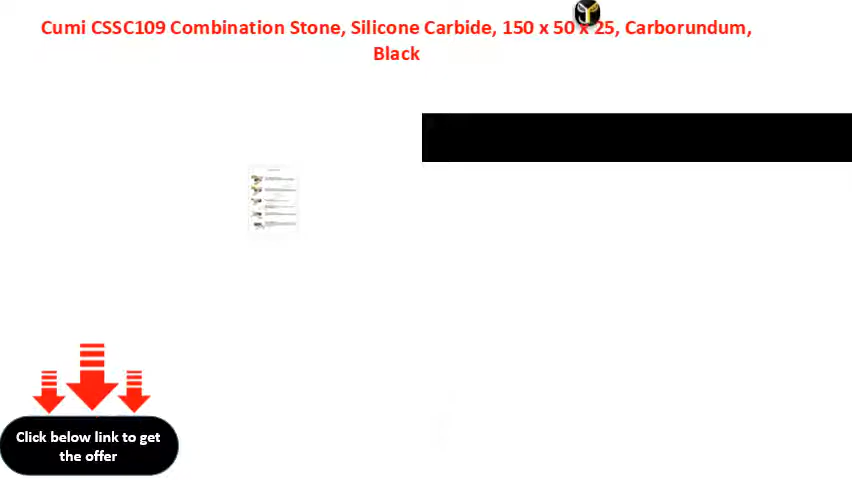 Cumi CSSC109 Combination Stone, Silicone Carbide, 150 x 50 x 25, Carborundum,
Black
Click below link to get
the offer